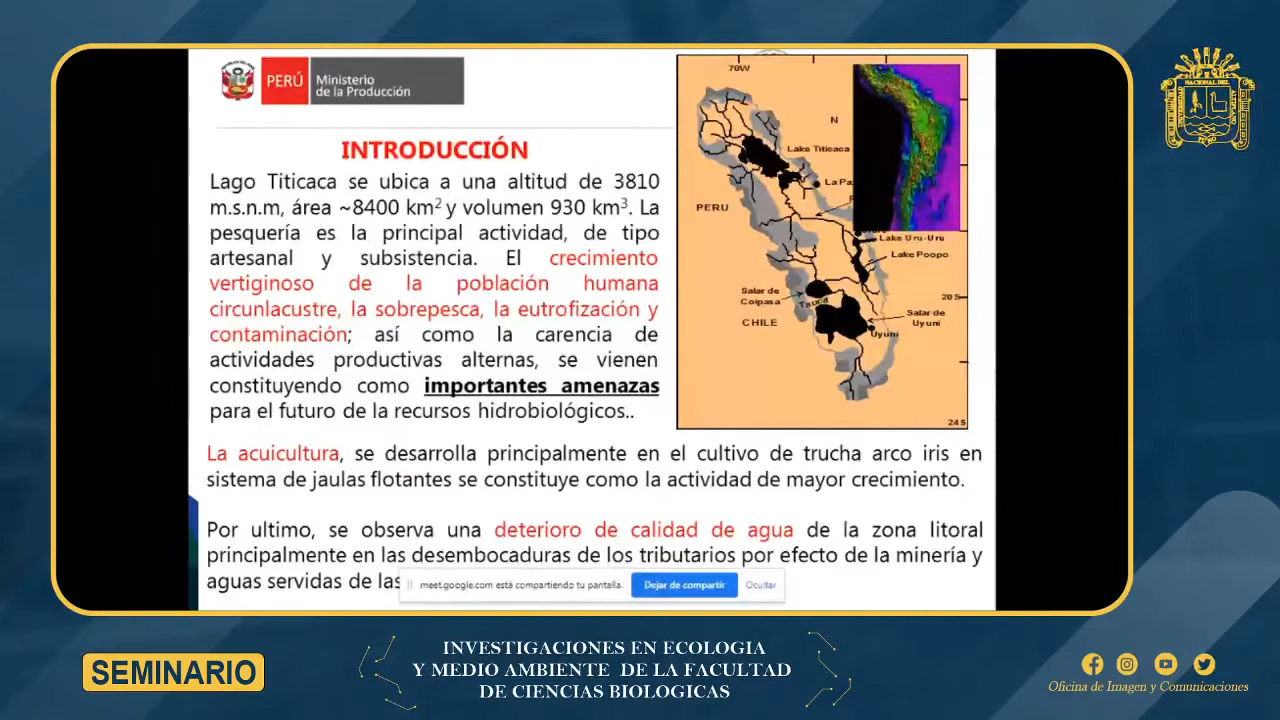 PERÚ
Ministerio
de la Producción
INTRODUCCIÓN
Lago Titicaca se ubica a una altitud de 3810
m.s.n.m, área ~8400 km2 y volumen 930 km3. La
pesquería es la principal actividad, de tipo
artesanal y subsistencia. El crecimiento
vertiginoso de la población humana
circunlacustre, la sobrepesca, la eutrofización y
contaminación; así como la carencia de
actividades productivas alternas, se vienen
constituyendo como importantes amenazas
para el futuro de la recursos hidrobiológicos..
70W
N
Lake Titicaca
La Pa
PERU
Lake Uru-Uru
Lake Poopo
Salar de
Coipasa
Tauca
20 S
Salar de
Uyuni
CHILE
Uyuni
24 S
La acuicultura, se desarrolla principalmente en el cultivo de trucha arco iris en
sistema de jaulas flotantes se constituye como la actividad de mayor crecimiento.
Por ultimo, se observa una deterioro de calidad de agua de la zona litoral
principalmente en las desembocaduras de los tributarios por efecto de la minería y
aguas servidas de las
meet.google.com está compartiendo tu pantalla.
Dejar de compartir
Ocultar
SEMINARIO
INVESTIGACIONES EN ECOLOGIA
Y MEDIO AMBIENTE DE LA FACULTAD
DE CIENCIAS BIOLOGICAS
Oficina de Imagen y Comunicaciones